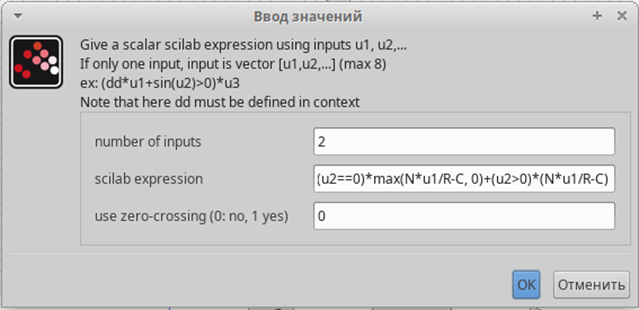 Ввод значений
Give a scalar scilab expression using inputs u1, u2,...
If only one input, input is vector [u1,u2,...] (max 8)
ex: (dd*u1+sin(u2)>0)*u3
Note that here dd must be defined in context
number of inputs
2
scilab expression
(u2==0)*max(N*u1/R-C, 0)+(u2>0)*(N*u1/R-C)
use zero-crossing (0: no, 1 yes)
0
OK
Отменить